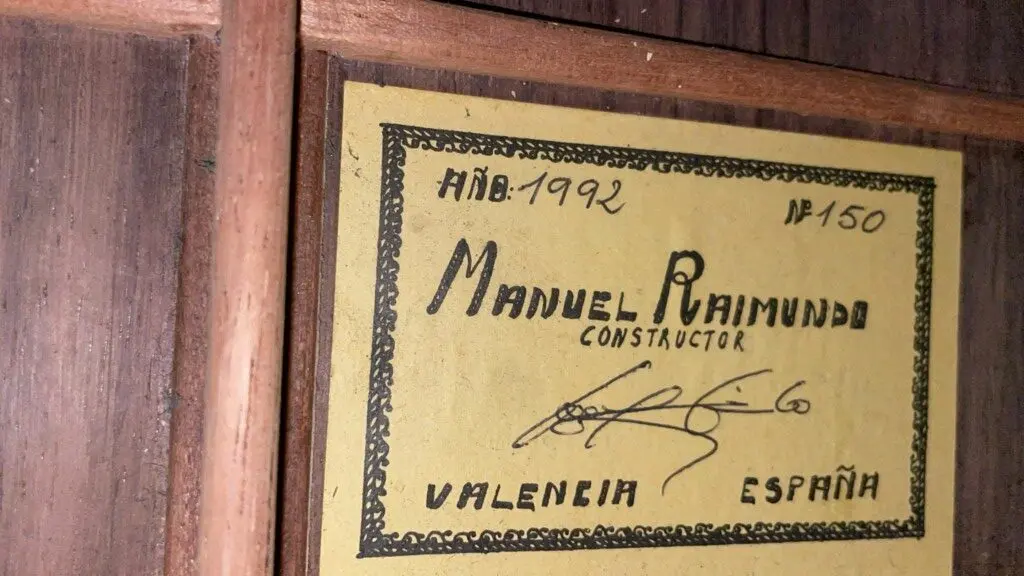 AÑO: 1992
Nº 150
MANUEL RAIMUNDO
CONSTRUCTOR
VALENCIA ESPAÑA